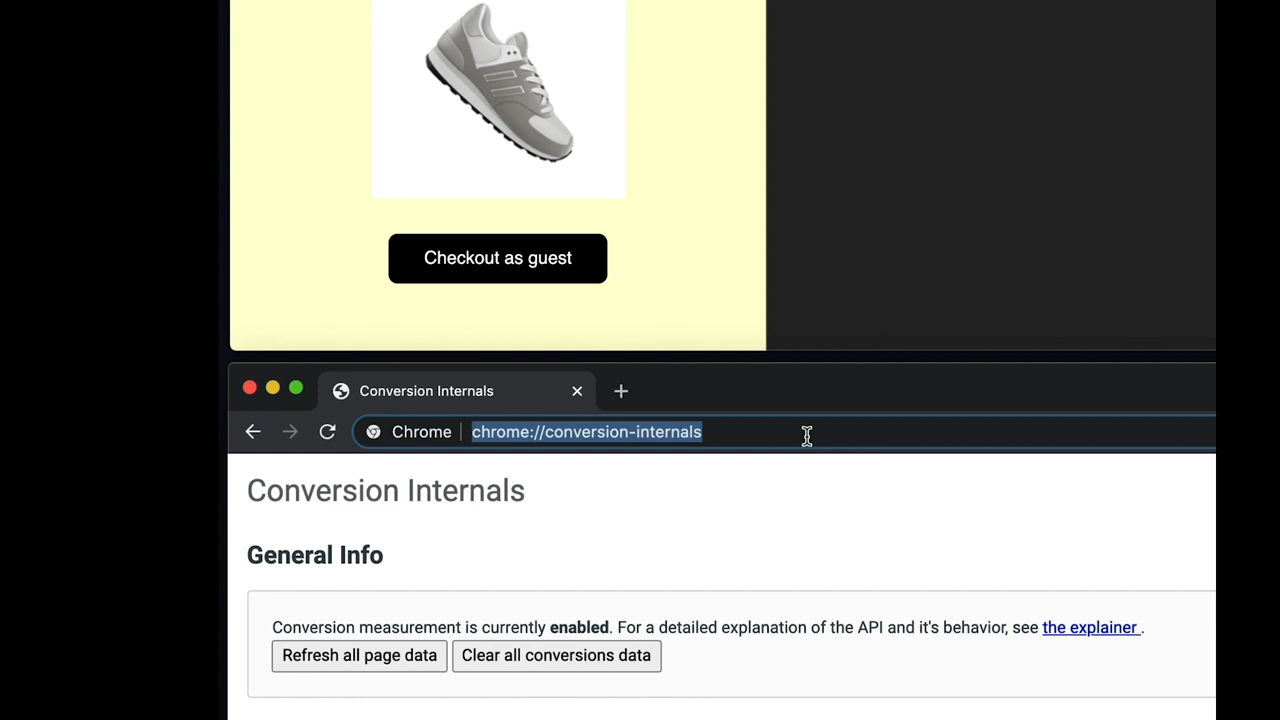 Checkout as guest
Conversion Internals
Chrome
chrome://conversion-internals
Conversion Internals
General Info
Conversion measurement is currently enabled. For a detailed explanation of the API and it's behavior, see the explainer .
Refresh all page data
Clear all conversions data